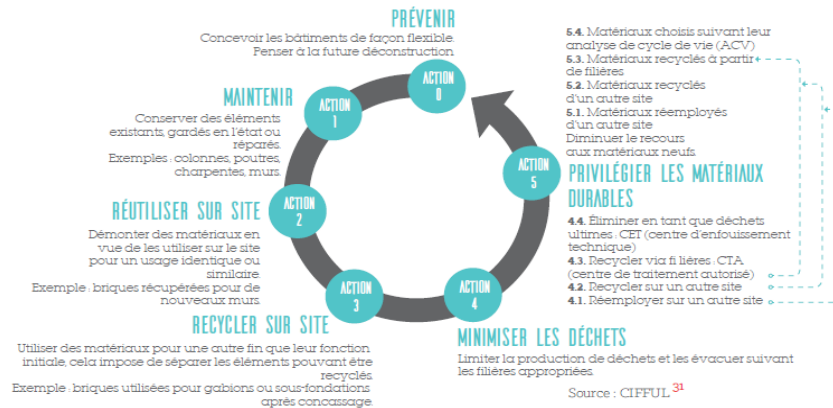 PRÉVENIR
Concevoir les bâtiments de façon flexible.
Penser à la future déconstruction.
ACTION
0
MAINTENIR
Conserver des éléments
existants, gardés en l'état ou
réparés.
Exemples : colonnes, poutres,
charpentes, murs.
ACTION
1
RÉUTILISER SUR SITE
Démonter des matériaux en
vue de les utiliser sur le site
pour un usage identique ou
similaire.
Exemple : briques récupérées pour de
nouveaux murs.
ACTION
2
RECYCLER SUR SITE
Utiliser des matériaux pour une autre fin que leur fonction
initiale, cela impose de séparer les éléments pouvant être
recyclés.
Exemple : briques utilisées pour gabions ou sous-fondations
après concassage.
ACTION
3
ACTION
4
MINIMISER LES DÉCHETS
Limiter la production de déchets et les évacuer suivant
les filières appropriées.
4.4. Éliminer en tant que déchets
ultimes : CET (centre d'enfouissement
technique)
4.3. Recycler via fi lières : CTA
(centre de traitement autorisé)
4.2. Recycler sur un autre site
4.1. Réemployer sur un autre site
ACTION
5
PRIVILÉGIER LES MATÉRIAUX
DURABLES
5.4. Matériaux choisis suivant leur
analyse de cycle de vie (ACV)
5.3. Matériaux recyclés à partir
de filières
5.2. Matériaux recyclés
d'un autre site
5.1. Matériaux réemployés
d'un autre site
Diminuer le recours
aux matériaux neufs.
Source : CIFFUL 31